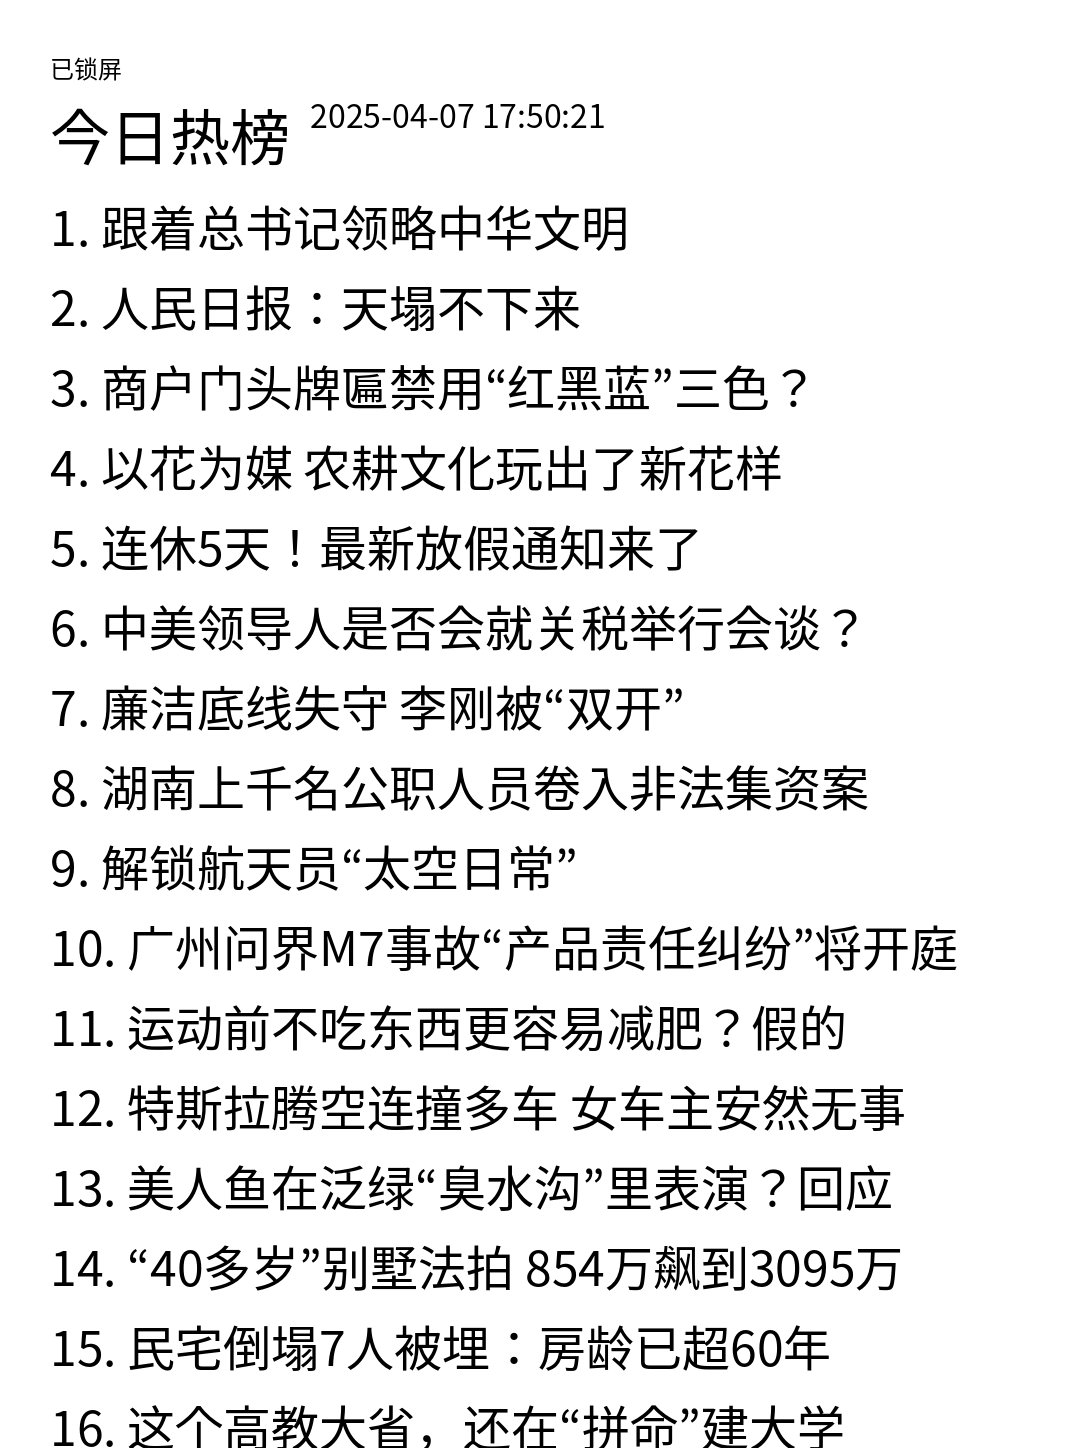 已锁屏
今日热榜 2025-04-07 17:50:21
1. 跟着总书记领略中华文明
2. 人民日报：天塌不下来
3. 商户门头牌匾禁用“红黑蓝”三色？
4. 以花为媒 农耕文化玩出了新花样
5. 连休5天！最新放假通知来了
6. 中美领导人是否会就关税举行会谈？
7. 廉洁底线失守 李刚被“双开”
8. 湖南上千名公职人员卷入非法集资案
9. 解锁航天员“太空日常”
10. 广州问界M7事故“产品责任纠纷”将开庭
11. 运动前不吃东西更容易减肥？假的
12. 特斯拉腾空连撞多车 女车主安然无事
13. 美人鱼在泛绿“臭水沟”里表演？回应
14. “40多岁”别墅法拍 854万飙到3095万
15. 民宅倒塌7人被埋：房龄已超60年
16. 这个高教大省，还在“拼命”建大学